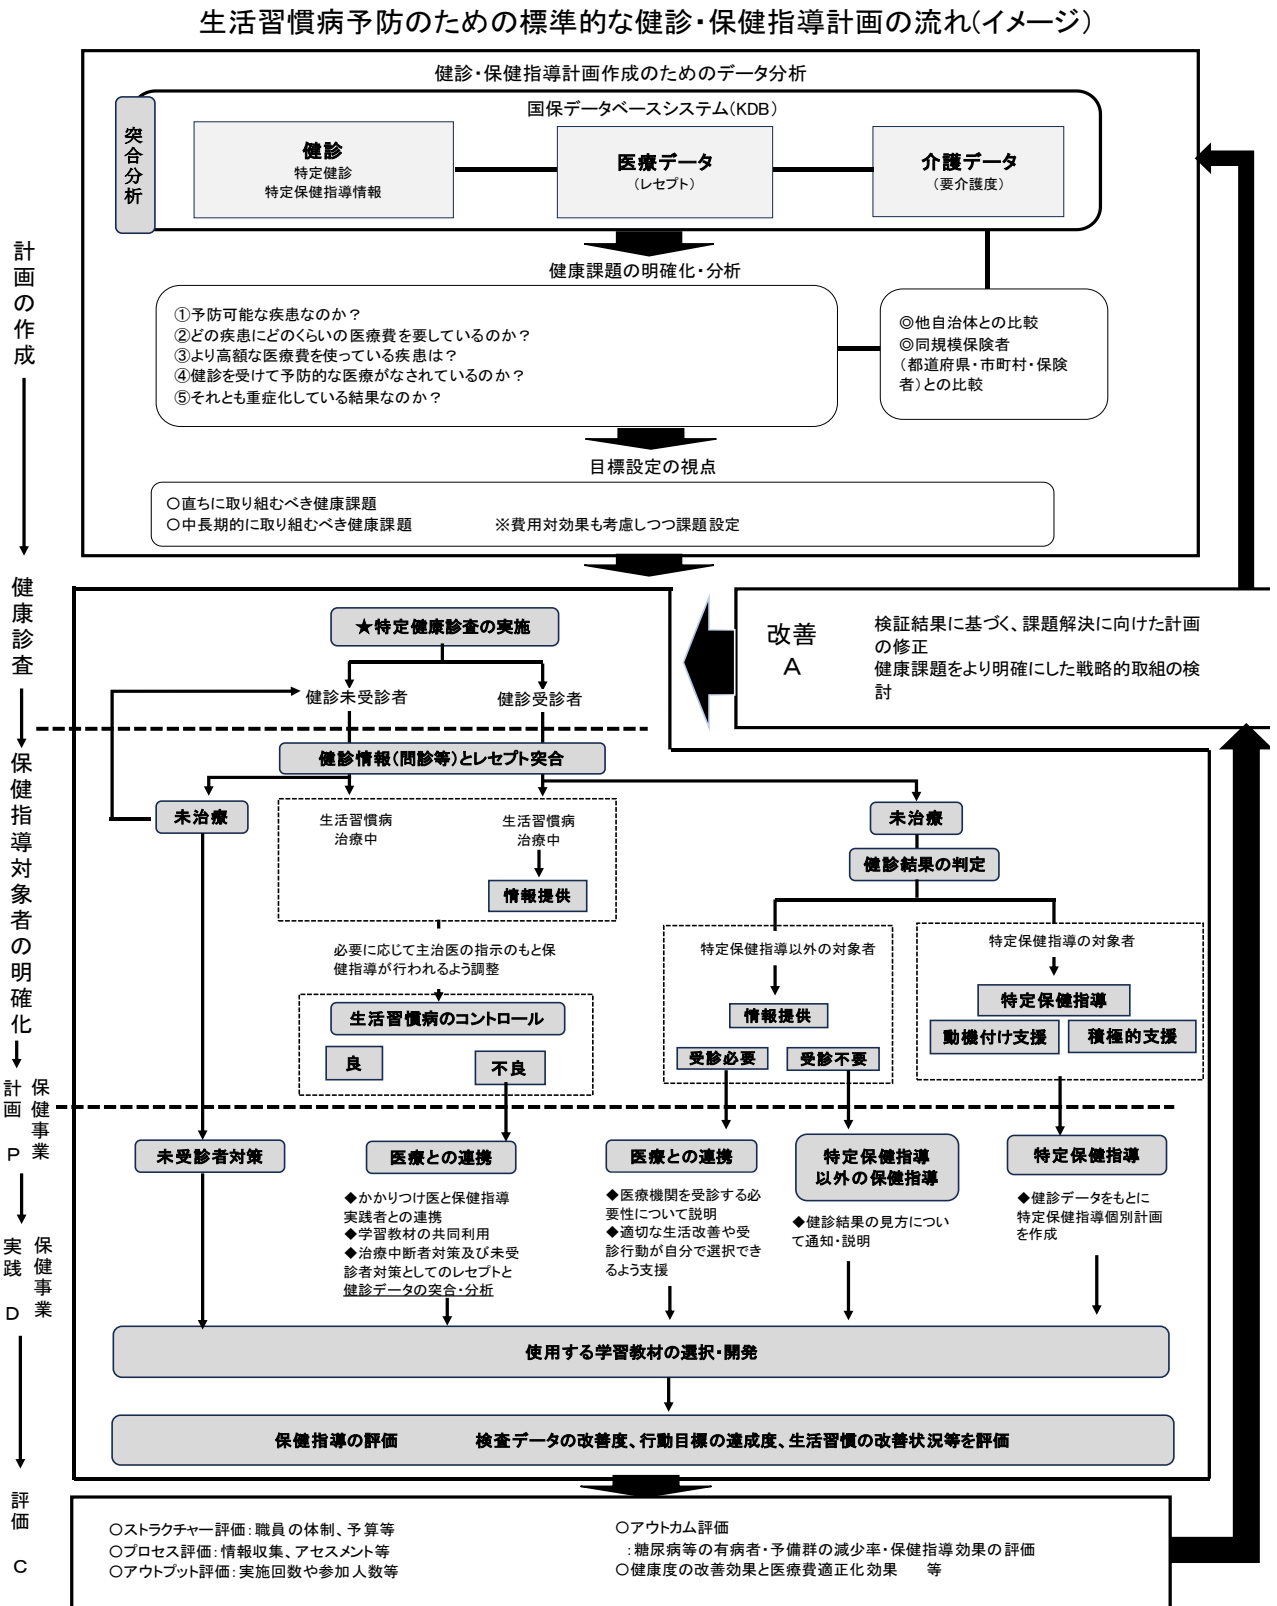 生活習慣病予防のための標準的な健診・保健指導計画の流れ(イメージ)
健診・保健指導計画作成のためのデータ分析
国保データベースシステム(KDB)
突合分析
健診
特定健診
特定保健指導情報
医療データ
(レセプト)
介護データ
(要介護度)
計画の作成
健康課題の明確化・分析
①予防可能な疾患なのか？
②どの疾患にどのくらいの医療費を要しているのか？
③より高額な医療費を使っている疾患は？
④健診を受けて予防的な医療がなされているのか？
⑤それとも重症化している結果なのか？
◎他自治体との比較
◎同規模保険者
(都道府県・市町村・保険
者)との比較
目標設定の視点
○直ちに取り組むべき健康課題
○中長期的に取り組むべき健康課題　※費用対効果も考慮しつつ課題設定
健康診査
★特定健康診査の実施
健診未受診者
健診受診者
改善
A
検証結果に基づく、課題解決に向けた計画
の修正
健康課題をより明確にした戦略的取組の検
討
保健指導対象者の明確化
健診情報(問診等)とレセプト突合
未治療
生活習慣病
治療中
生活習慣病
治療中
情報提供
未治療
健診結果の判定
必要に応じて主治医の指示のもと保
健指導が行われるよう調整
生活習慣病のコントロール
良
不良
特定保健指導以外の対象者
情報提供
受診必要
受診不要
特定保健指導の対象者
特定保健指導
動機付け支援
積極的支援
保健事業
計画 P
未受診者対策
医療との連携
◆かかりつけ医と保健指導
実践者との連携
◆学習教材の共同利用
◆治療中断者対策及び未受
診者対策としてのレセプトと
健診データの突合・分析
医療との連携
◆医療機関を受診する必
要性について説明
◆適切な生活改善や受
診行動が自分で選択でき
るよう支援
特定保健指導
以外の保健指導
◆健診結果の見方につい
て通知・説明
特定保健指導
◆健診データをもとに
特定保健指導個別計画
を作成
保健事業
実践 D
使用する学習教材の選択・開発
保健指導の評価　検査データの改善度、行動目標の達成度、生活習慣の改善状況等を評価
評価 C
○ストラクチャー評価：職員の体制、予算等
○プロセス評価：情報収集、アセスメント等
○アウトプット評価：実施回数や参加人数等
○アウトカム評価
：糖尿病等の有病者・予備群の減少率・保健指導効果の評価
○健康度の改善効果と医療費適正化効果　等